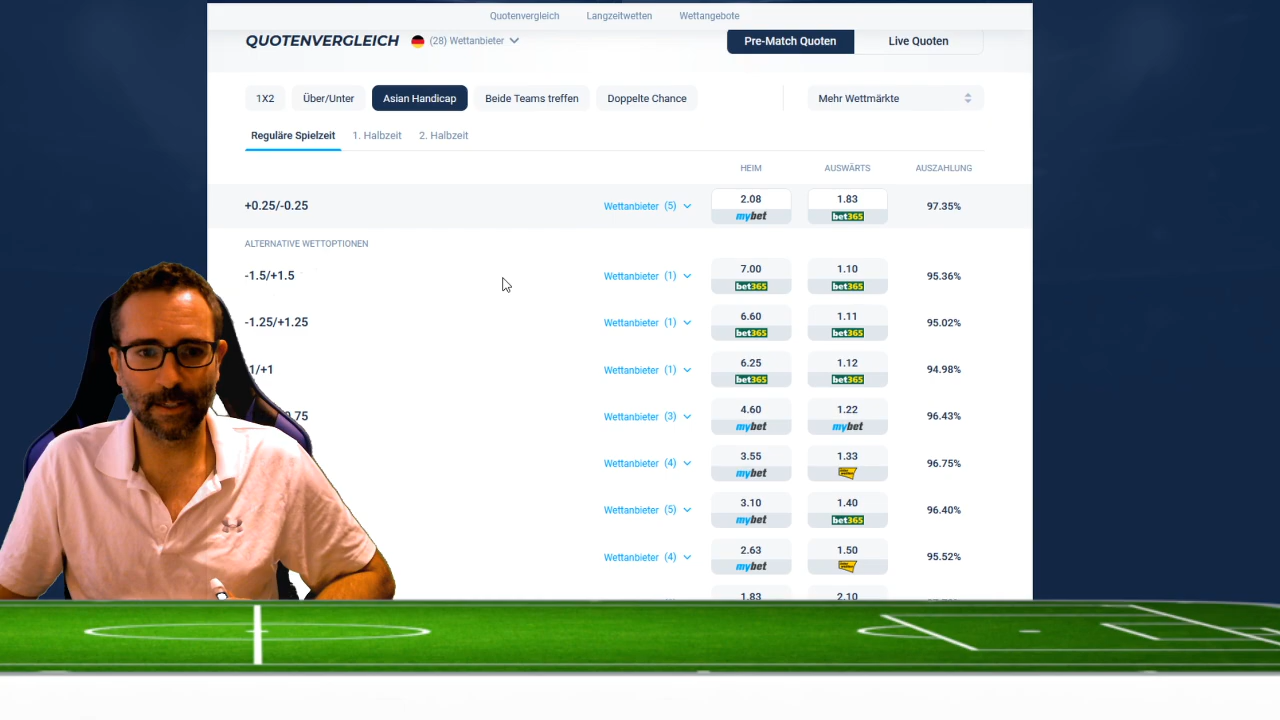 Quotenvergleich Langzeitwetten Wettangebote
QUOTENVERGLEICH (28) Wettanbieter Pre-Match Quoten Live Quoten
1X2 Über/Unter Asian Handicap Beide Teams treffen Doppelte Chance Mehr Wettmärkte
Reguläre Spielzeit 1. Halbzeit 2. Halbzeit
HEIM AUSWÄRTS AUSZAHLUNG
+0.25/-0.25 Wettanbieter (5) 2.08 1.83 97.35%
mybet bet365
ALTERNATIVE WETTOPTIONEN
-1.5/+1.5 Wettanbieter (1) 7.00 1.10 95.36%
bet365 bet365
-1.25/+1.25 Wettanbieter (1) 6.60 1.11 95.02%
bet365 bet365
1/+1 Wettanbieter (1) 6.25 1.12 94.98%
bet365 bet365
.75 Wettanbieter (3) 4.60 1.22 96.43%
mybet mybet
Wettanbieter (4) 3.55 1.33 96.75%
mybet
Wettanbieter (5) 3.10 1.40 96.40%
mybet bet365
Wettanbieter (4) 2.63 1.50 95.52%
mybet
1.83 2.10